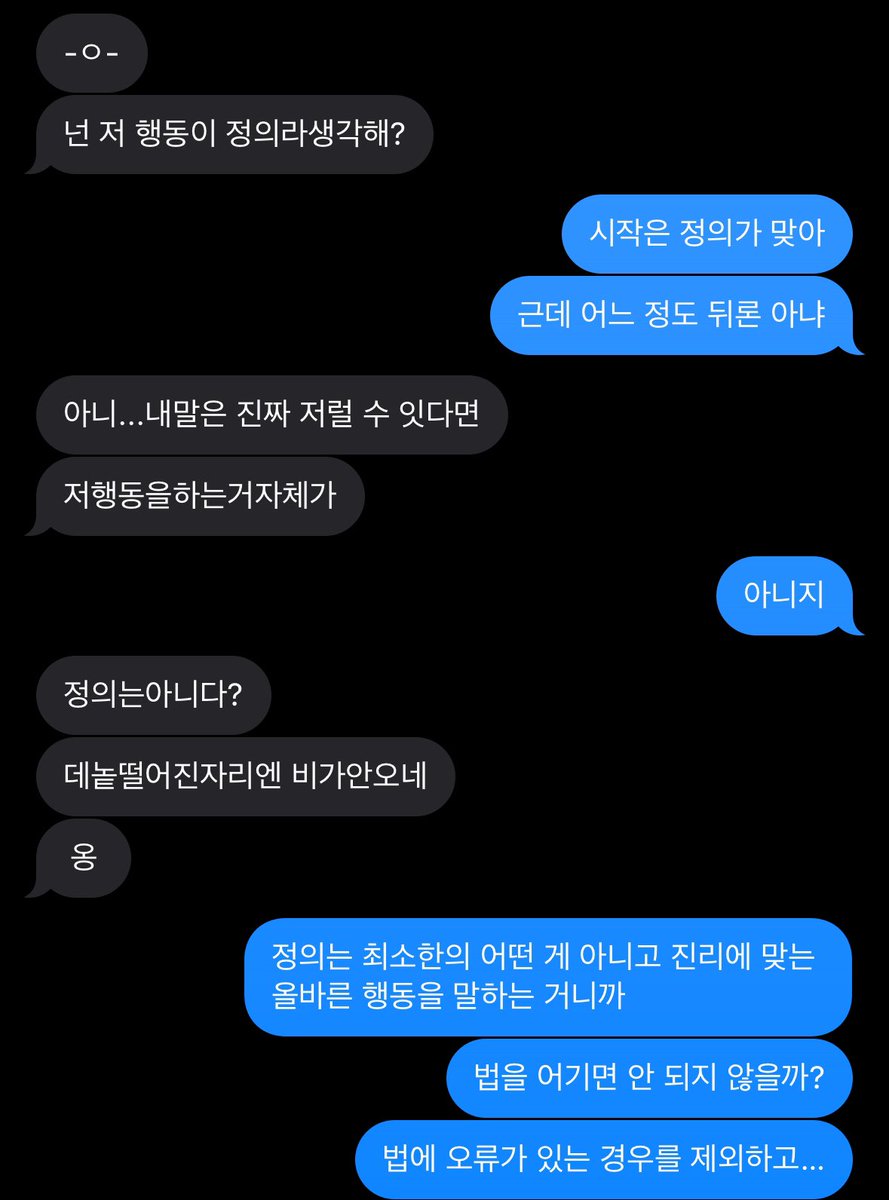 -ㅇ-
넌 저 행동이 정의라생각해?
시작은 정의가 맞아
근데 어느 정도 뒤론 아냐
아니...내말은 진짜 저럴 수 잇다면
저행동을하는거자체가
아니지
정의는아니다?
데놑떨어진자리엔 비가안오네
옹
정의는 최소한의 어떤 게 아니고 진리에 맞는
올바른 행동을 말하는 거니까
법을 어기면 안 되지 않을까?
법에 오류가 있는 경우를 제외하고...